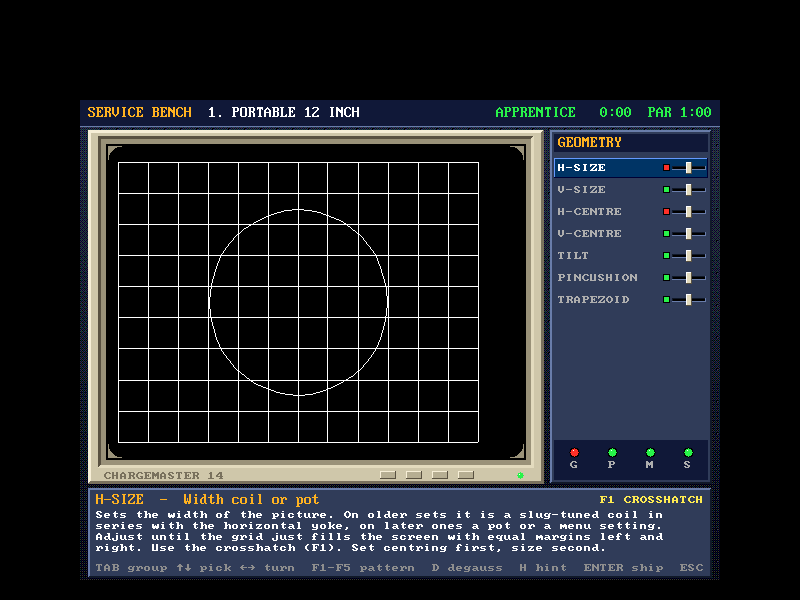 SERVICE BENCH 1. PORTABLE 12 INCH APPRENTICE 0:00 PAR 1:00
GEOMETRY
H-SIZE
V-SIZE
H-CENTRE
V-CENTRE
TILT
PINCUSHION
TRAPEZOID
G P M S
CHARGEMASTER 14
H-SIZE - Width coil or pot F1 CROSSHATCH
Sets the width of the picture. On older sets it is a slug-tuned coil in
series with the horizontal yoke, on later ones a pot or a menu setting.
Adjust until the grid just fills the screen with equal margins left and
right. Use the crosshatch (F1). Set centring first, size second.
TAB group ↑↓ pick ↔ turn F1-F5 pattern D degauss H hint ENTER ship ESC